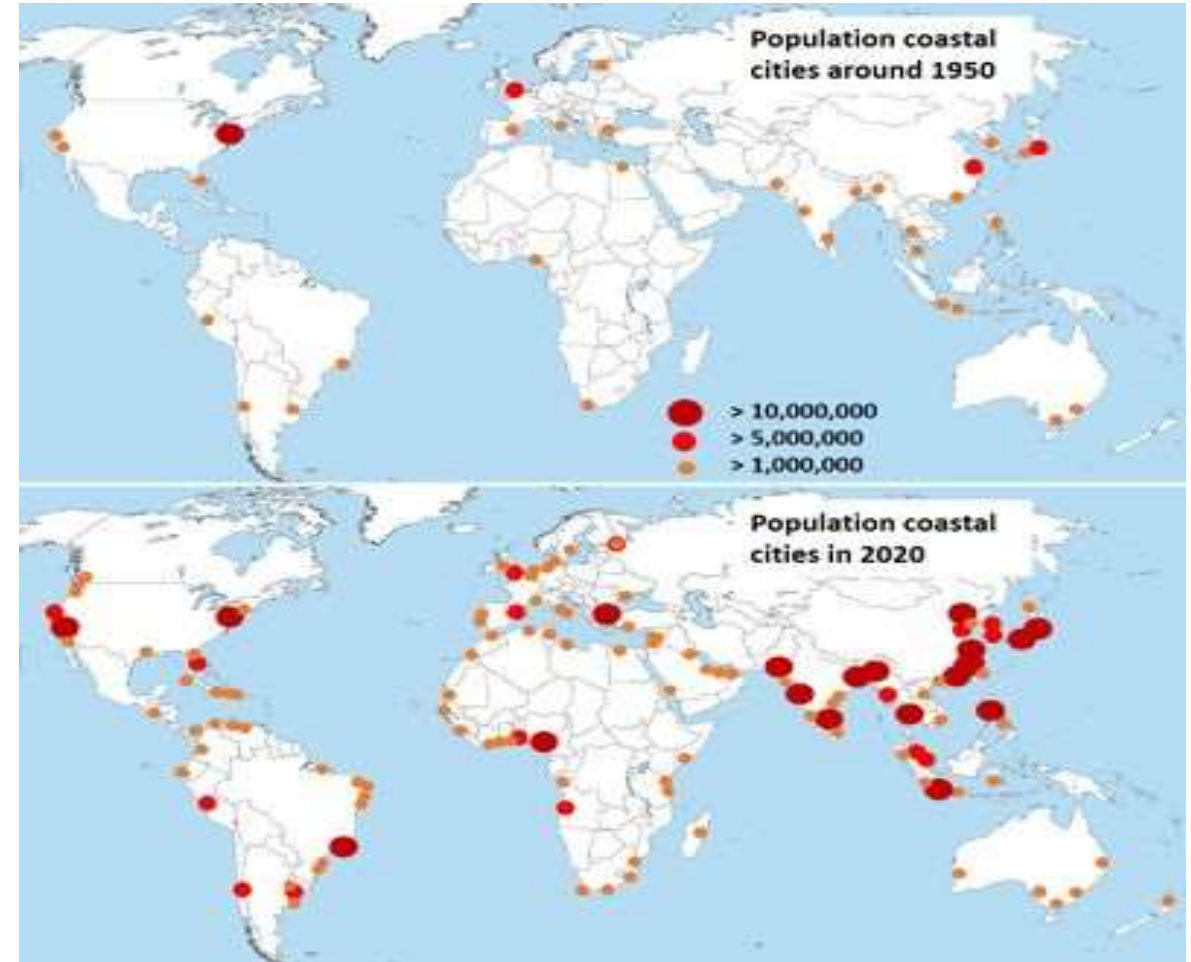 Population coastal
cities around 1950
> 10,000,000
> 5,000,000
> 1,000,000
Population coastal
cities in 2020